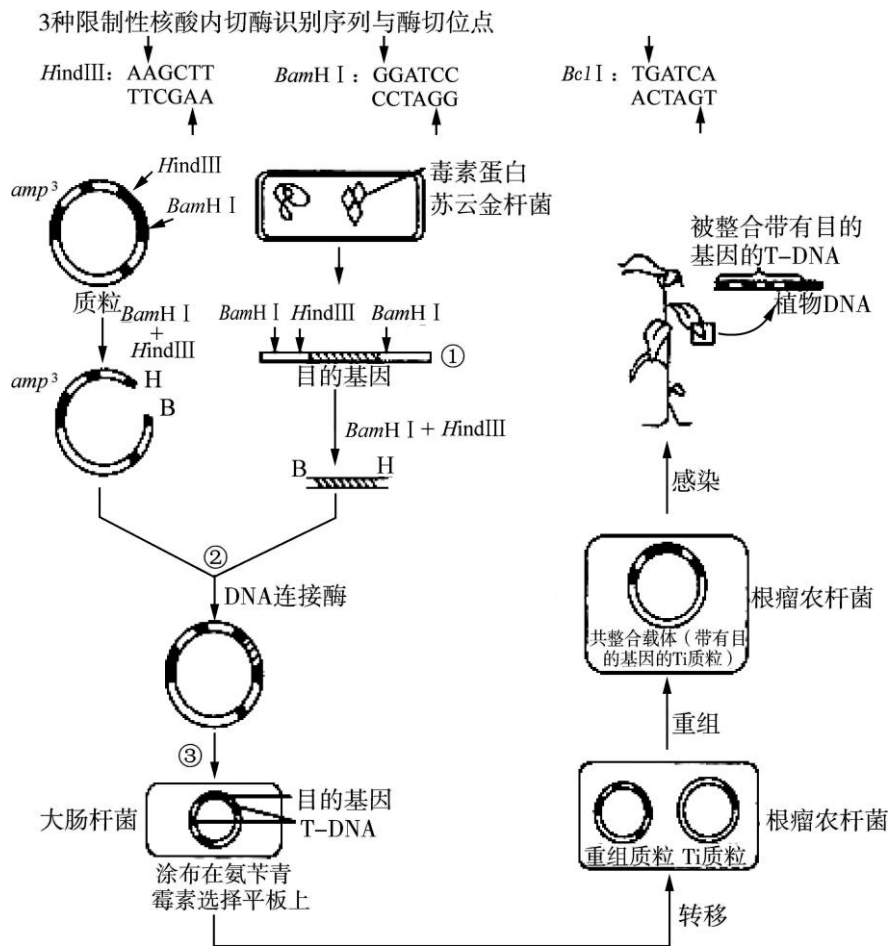 3种限制性核酸内切酶识别序列与酶切位点
HindIII: AAGCTT
TTCGAA
BamH I: GGATCC
CCTAGG
Bcl I: TGATCA
ACTAGT
amp³
HindIII
BamH I
质粒
毒素蛋白
苏云金杆菌
BamH I
+
HindIII
BamH I HindIII BamH I
①
目的基因
amp³
H
B
BamH I + HindIII
B H
②
DNA连接酶
③
大肠杆菌
目的基因
T-DNA
涂布在氨苄青
霉素选择平板上
转移
重组质粒 Ti质粒
根瘤农杆菌
重组
共整合载体（带有目
的基因的Ti质粒）
根瘤农杆菌
感染
被整合带有目的
基因的T-DNA
植物DNA